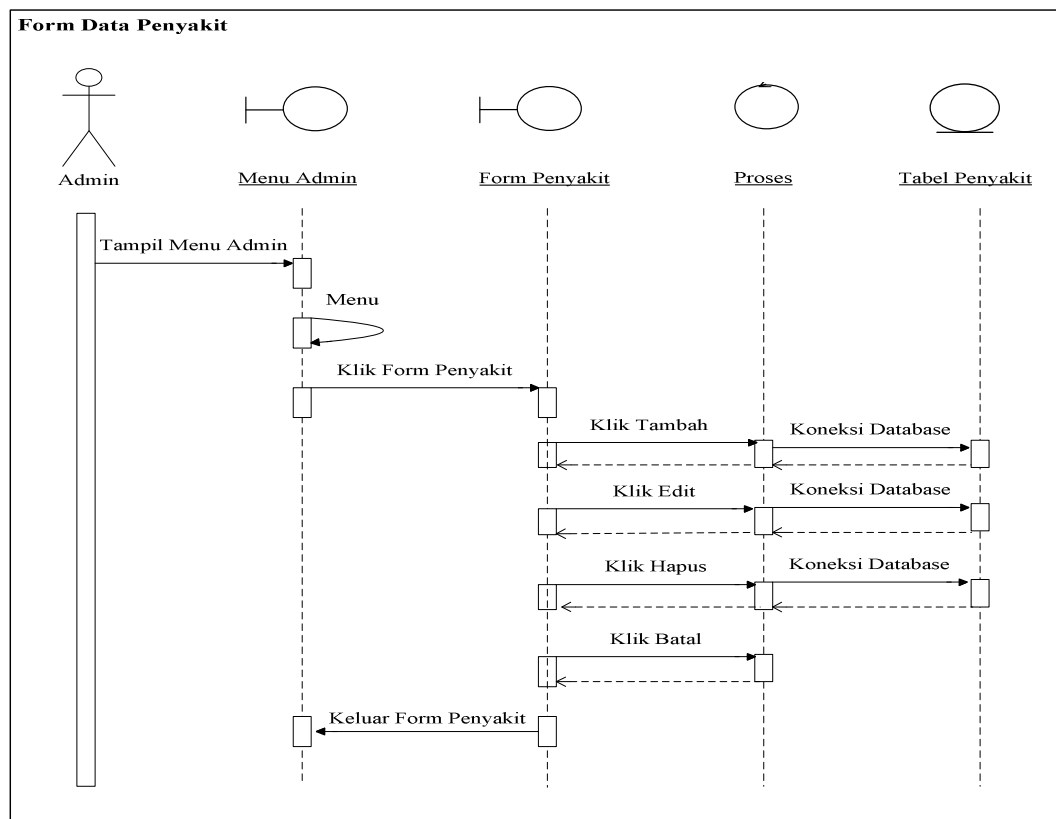 Form Data Penyakit
Admin
Menu Admin
Form Penyakit
Proses
Tabel Penyakit
Tampil Menu Admin
Menu
Klik Form Penyakit
Klik Tambah
Koneksi Database
Klik Edit
Koneksi Database
Klik Hapus
Koneksi Database
Klik Batal
Keluar Form Penyakit